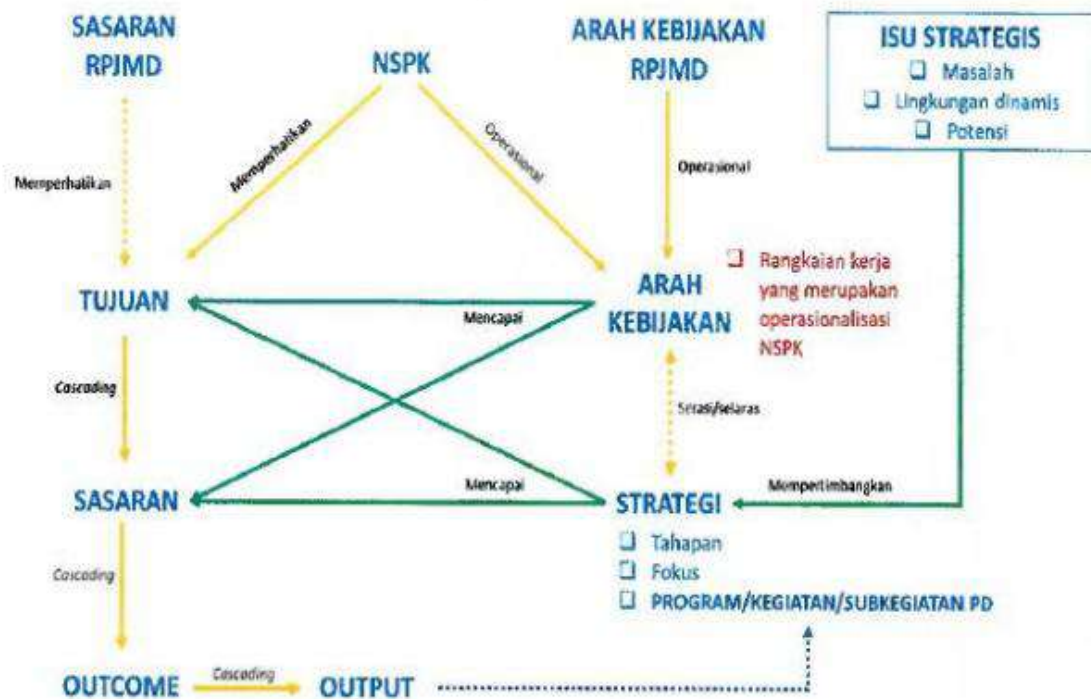 SASARAN
RPJMD
NSPK
ARAH KEBIJAKAN
RPJMD
ISU STRATEGIS
❑ Masalah
❑ Lingkungan dinamis
❑ Potensi
Memperhatikan
Memperhatikan
Operasional
Operasional
TUJUAN
Mencapai
ARAH
KEBIJAKAN
❑ Rangkaian kerja
yang merupakan
operasionalisasi
NSPK
Cascading
Serasi/selaras
SASARAN
Mencapai
STRATEGI
Mempertimbangkan
❑ Tahapan
❑ Fokus
❑ PROGRAM/KEGIATAN/SUBKEGIATAN PD
Cascading
OUTCOME
Cascading
OUTPUT